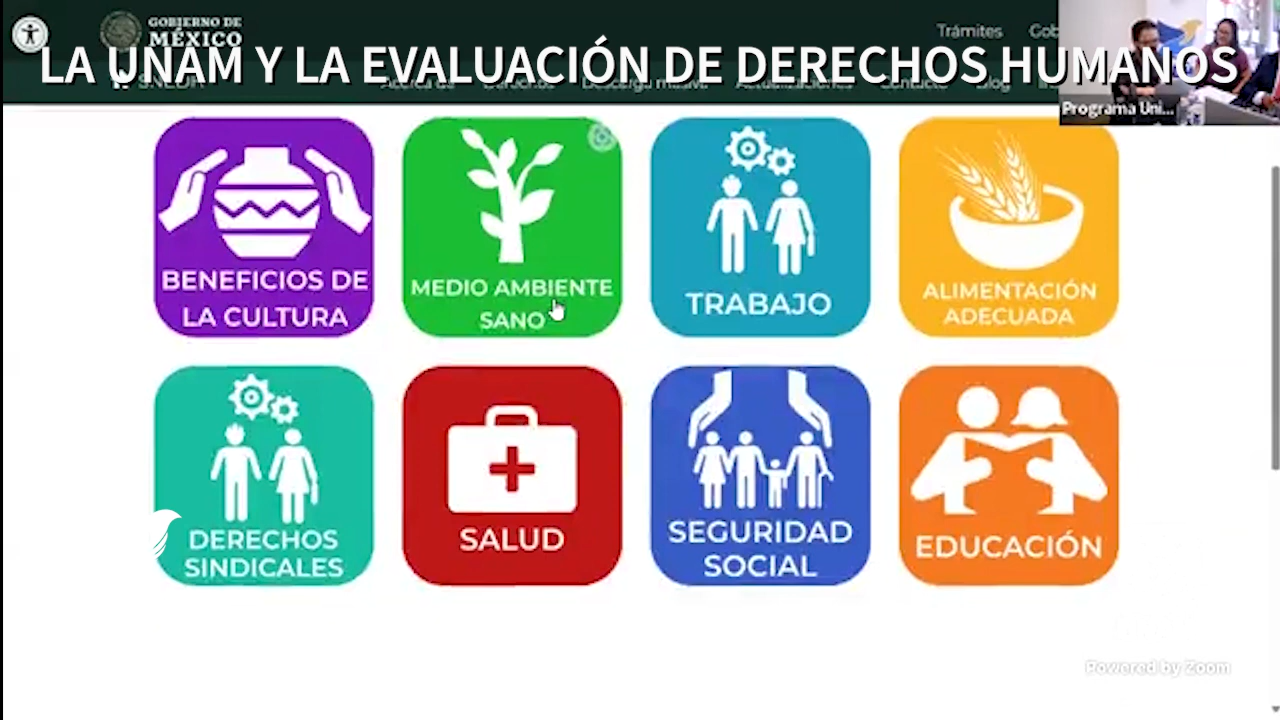 GOBIERNO DE
MÉXICO
Trámites
LA UNAM Y LA EVALUACIÓN DE DERECHOS HUMANOS
Programa Uni...
BENEFICIOS DE
LA CULTURA
MEDIO AMBIENTE
SANO
TRABAJO
ALIMENTACIÓN
ADECUADA
DERECHOS
SINDICALES
SALUD
SEGURIDAD
SOCIAL
EDUCACIÓN
Powered by Zoom